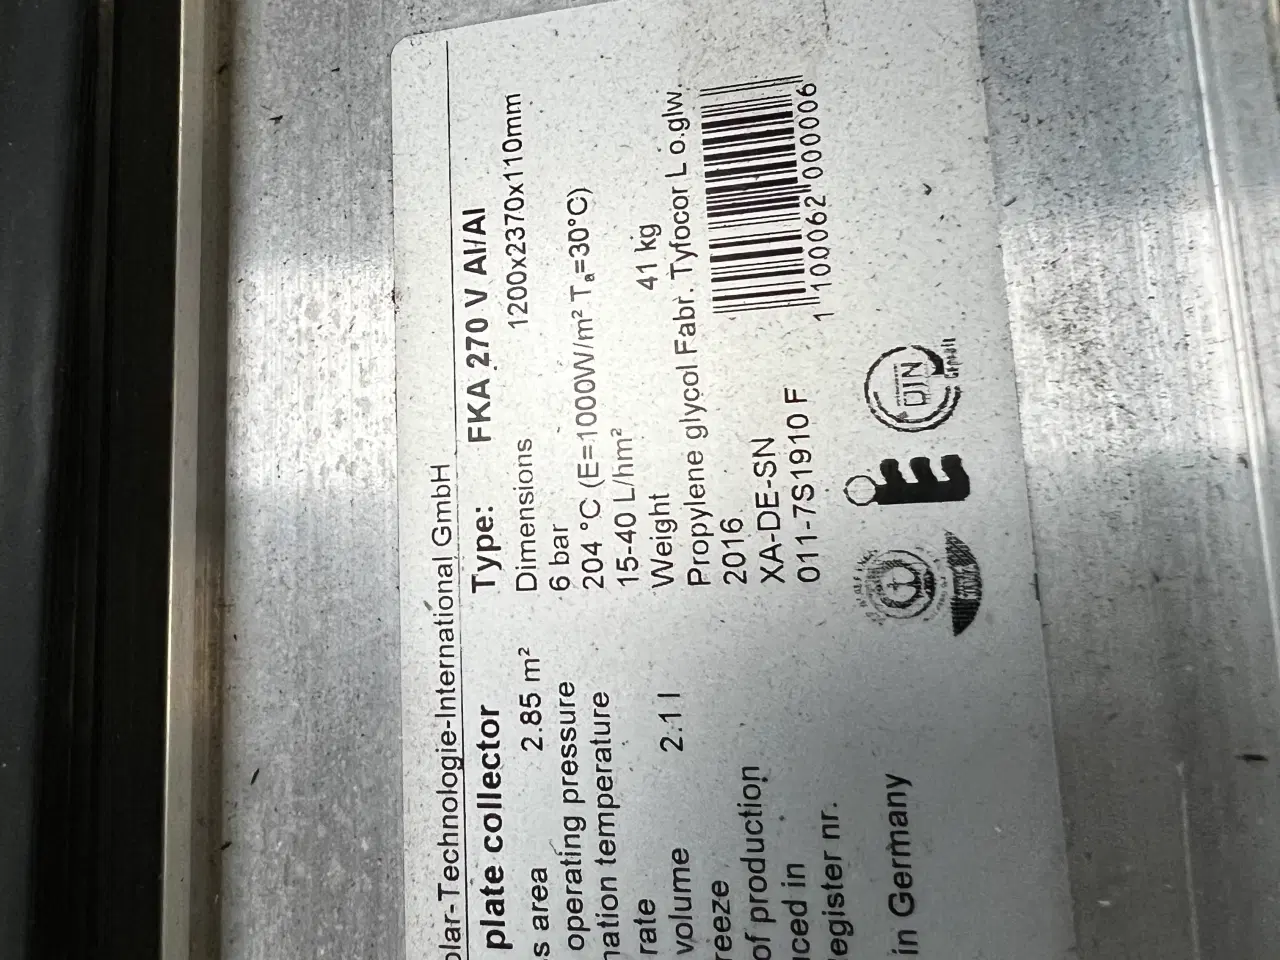 olar-Technologie-International GmbH
plate collector Type: FKA 270 V Al/Al
s area 2.85 m² Dimensions 1200x2370x110mm
operating pressure 6 bar
nation temperature 204 °C (E=1000W/m² Tₐ=30°C)
rate 15-40 L/hm²
volume 2.1 l Weight 41 kg
reeze Propylene glycol Fabr. Tyfocor L o.glw.
of production 2016
uced in XA-DE-SN
egister nr. 011-7S1910 F
1 10062 000006
in Germany
DIN
Geprüft